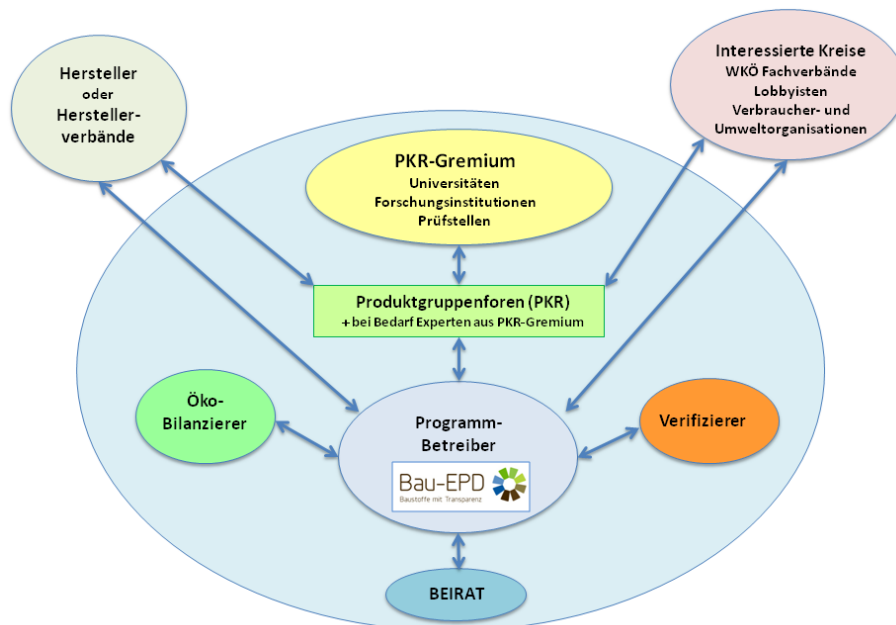 Hersteller
oder
Hersteller-
verbände
Interessierte Kreise
WKÖ Fachverbände
Lobbyisten
Verbraucher- und
Umweltorganisationen
PKR-Gremium
Universitäten
Forschungsinstitutionen
Prüfstellen
Produktgruppenforen (PKR)
+ bei Bedarf Experten aus PKR-Gremium
Öko-
Bilanzierer
Programm-
Betreiber
Bau-EPD
Baustoffe mit Transparenz
Verifizierer
BEIRAT